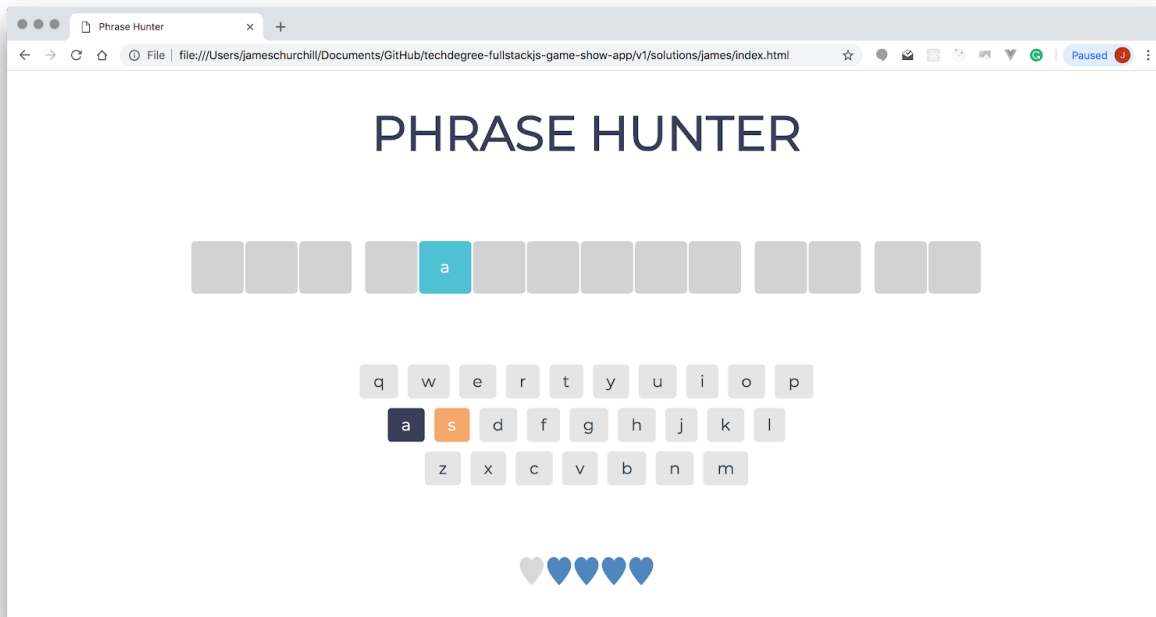 Phrase Hunter
File file:///Users/jameschurchill/Documents/GitHub/techdegree-fullstackjs-game-show-app/v1/solutions/james/index.html Paused J
PHRASE HUNTER
a
q w e r t y u i o p
a s d f g h j k l
z x c v b n m